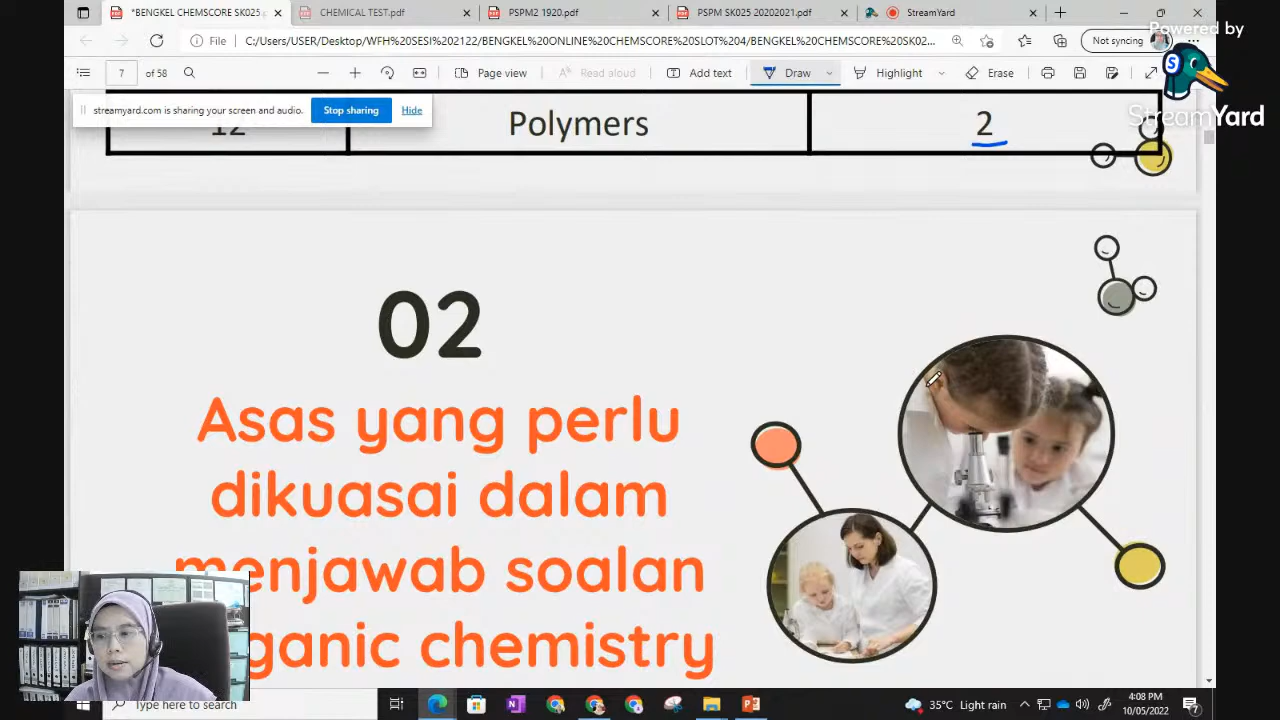 *BENGKEL CHEMSCORE SK025
CHEMICAL TEST.pdf
PSPM2 1920.pdf
PSPM SK025 20202021.pdf
StreamYard
Powered by
StreamYard
File
C:/Users/USER/Desktop/WFH%20SESI%20
EL%20ONLINE%20CHEMSCORE%20SLOT%204/BENGKEL%20CHEMSCORE%20SK02...
Not syncing
7 of 58
Page view
Read aloud
Add text
Draw
Highlight
Erase
streamyard.com is sharing your screen and audio.
Stop sharing
Hide
12 Polymers 2
02
Asas yang perlu
dikuasai dalam
menjawab soalan
ganic chemistry
Type here to search
35°C Light rain
4:08 PM
10/05/2022